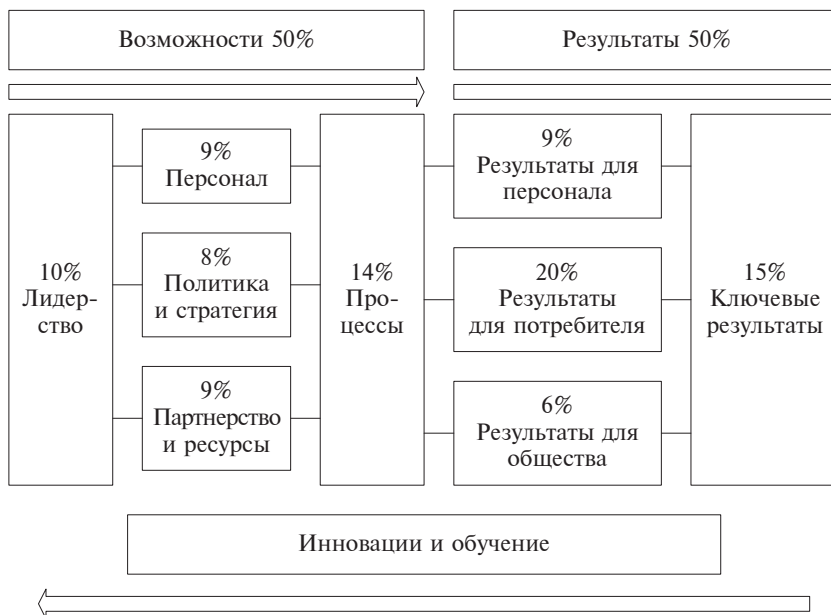 Возможности 50%
Результаты 50%
10%
Лидер-
ство
9%
Персонал
8%
Политика
и стратегия
9%
Партнерство
и ресурсы
14%
Про-
цессы
9%
Результаты для
персонала
20%
Результаты
для потребителя
6%
Результаты для
общества
15%
Ключевые
результаты
Инновации и обучение